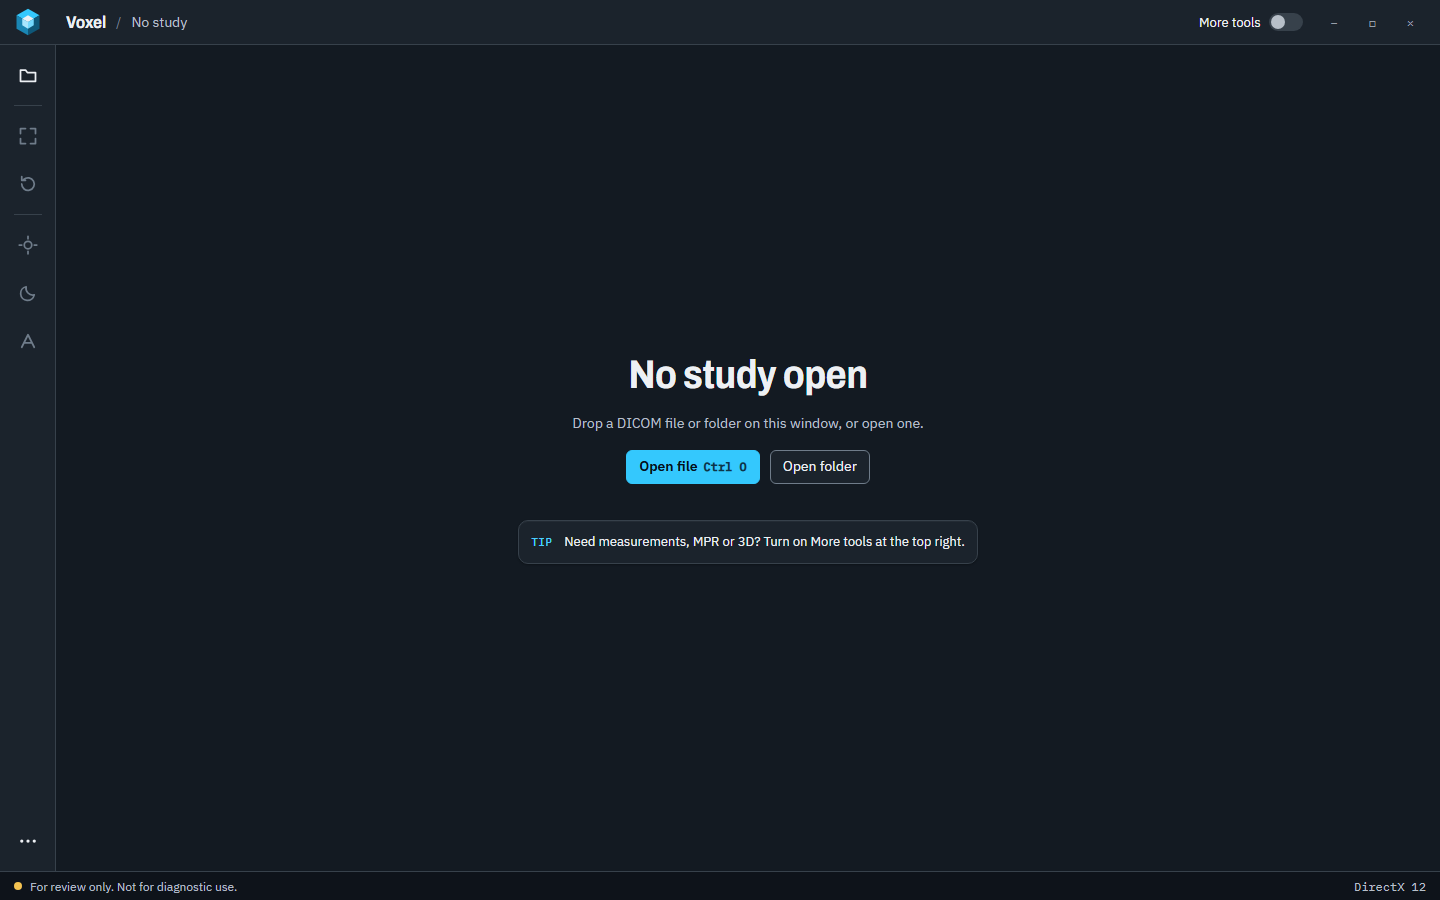 Voxel / No study
More tools
No study open
Drop a DICOM file or folder on this window, or open one.
Open file Ctrl O
Open folder
TIP Need measurements, MPR or 3D? Turn on More tools at the top right.
For review only. Not for diagnostic use.
DirectX 12